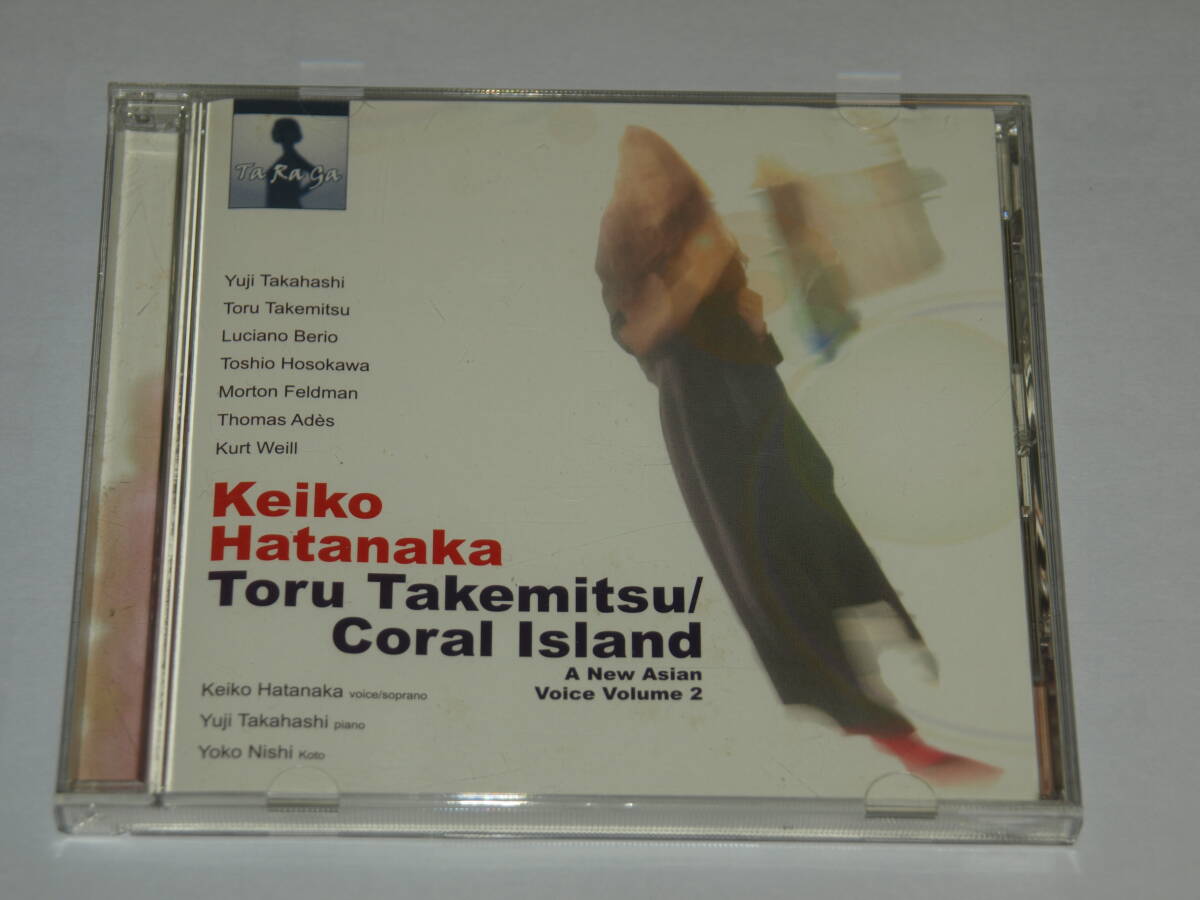 Ta Ra Ga
Yuji Takahashi
Toru Takemitsu
Luciano Berio
Toshio Hosokawa
Morton Feldman
Thomas Adès
Kurt Weill
Keiko
Hatanaka
Toru Takemitsu/
Coral Island
A New Asian
Voice Volume 2
Keiko Hatanaka voice/soprano
Yuji Takahashi piano
Yoko Nishi Koto